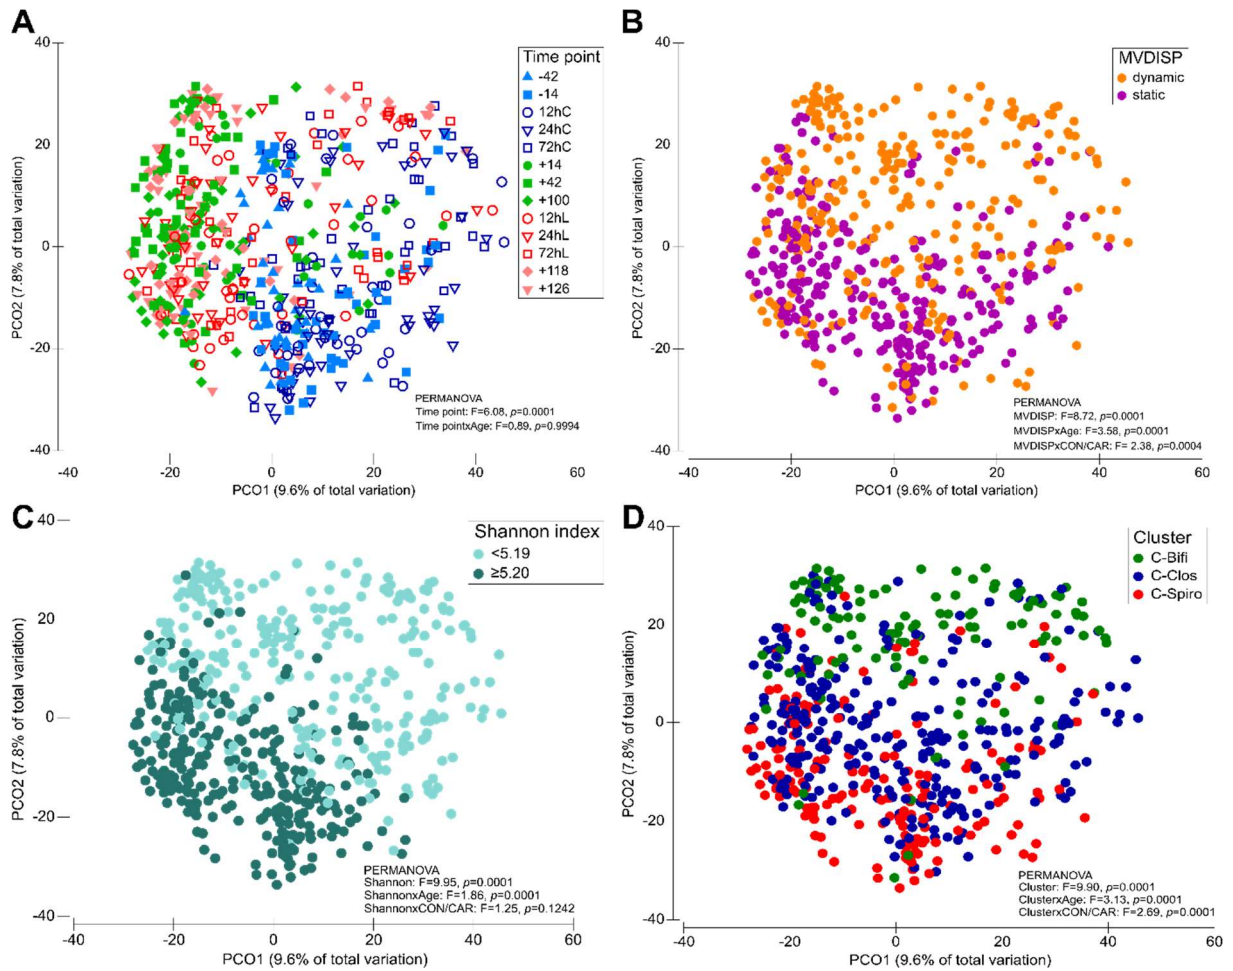 A
40
20
0
-20
-40
-40
-20
0
20
40
60
PCO2 (7.8% of total variation)
PCO1 (9.6% of total variation)
Time point
-42
-14
12hC
24hC
72hC
+14
+42
+100
12hL
24hL
72hL
+118
+126
PERMANOVA
Time point: F=6.08, p=0.0001
Time pointxAge: F=0.89, p=0.9994
B
40
20
0
-20
-40
-40
-20
0
20
40
60
PCO2 (7.8% of total variation)
PCO1 (9.6% of total variation)
MVDISP
dynamic
static
PERMANOVA
MVDISP: F=8.72, p=0.0001
MVDISPxAge: F=3.58, p=0.0001
MVDISPxCON/CAR: F= 2.38, p=0.0004
C
40
20
0
-20
-40
-40
-20
0
20
40
60
PCO2 (7.8% of total variation)
PCO1 (9.6% of total variation)
Shannon index
<5.19
≥5.20
PERMANOVA
Shannon: F=9.95, p=0.0001
ShannonxAge: F=1.86, p=0.0001
ShannonxCON/CAR: F=1.25, p=0.1242
D
40
20
0
-20
-40
-40
-20
0
20
40
60
PCO2 (7.8% of total variation)
PCO1 (9.6% of total variation)
Cluster
C-Bifi
C-Clos
C-Spiro
PERMANOVA
Cluster: F=9.90, p=0.0001
ClusterxAge: F=3.13, p=0.0001
ClusterxCON/CAR: F=2.69, p=0.0001